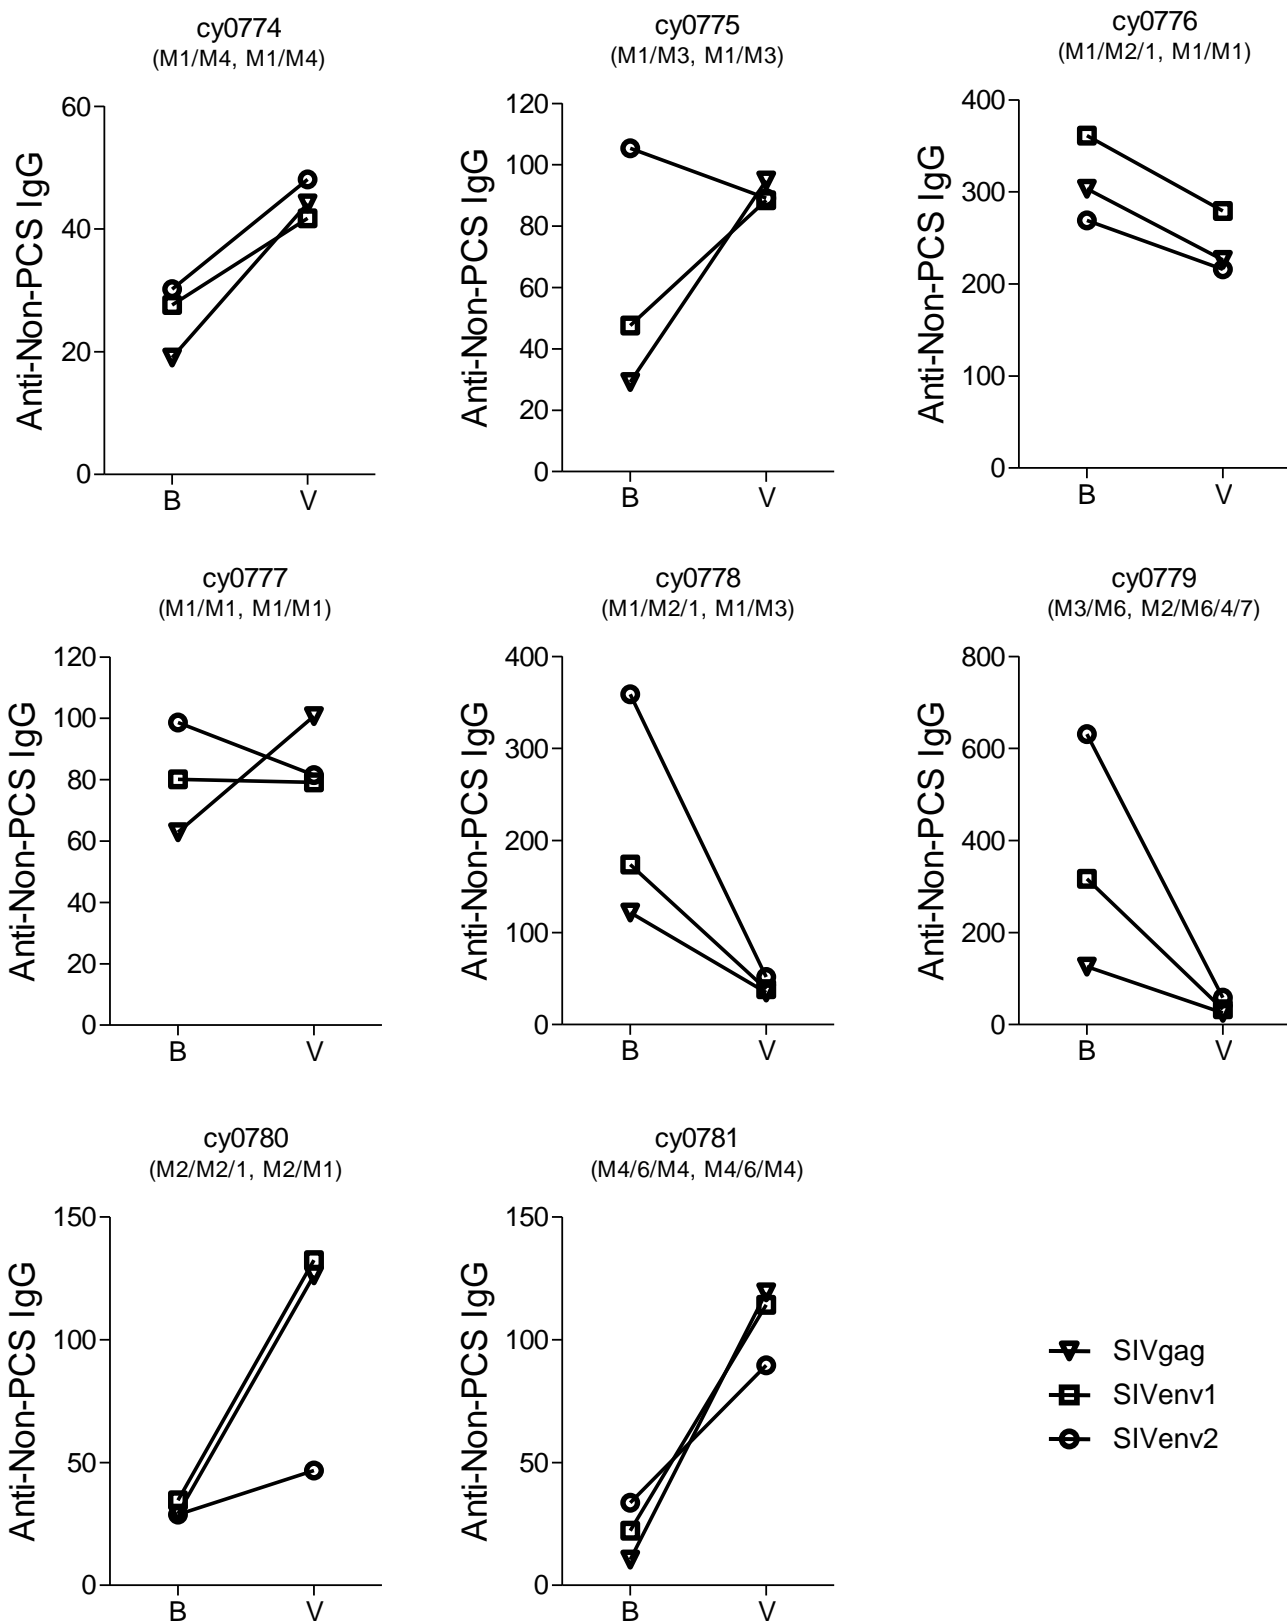 cy0774
(M1/M4, M1/M4)
Anti-Non-PCS IgG
60
40
20
0
B V
cy0775
(M1/M3, M1/M3)
Anti-Non-PCS IgG
120
100
80
60
40
20
0
B V
cy0776
(M1/M2/1, M1/M1)
Anti-Non-PCS IgG
400
300
200
100
0
B V
cy0777
(M1/M1, M1/M1)
Anti-Non-PCS IgG
120
100
80
60
40
20
0
B V
cy0778
(M1/M2/1, M1/M3)
Anti-Non-PCS IgG
400
300
200
100
0
B V
cy0779
(M3/M6, M2/M6/4/7)
Anti-Non-PCS IgG
800
600
400
200
0
B V
cy0780
(M2/M2/1, M2/M1)
Anti-Non-PCS IgG
150
100
50
0
B V
cy0781
(M4/6/M4, M4/6/M4)
Anti-Non-PCS IgG
150
100
50
0
B V
SIVgag
SIVenv1
SIVenv2